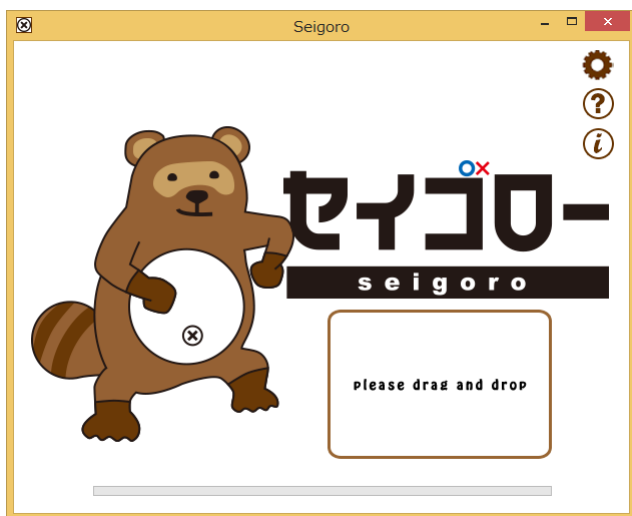 Seigoro
セイゴロー
seigoro
Please drag and drop